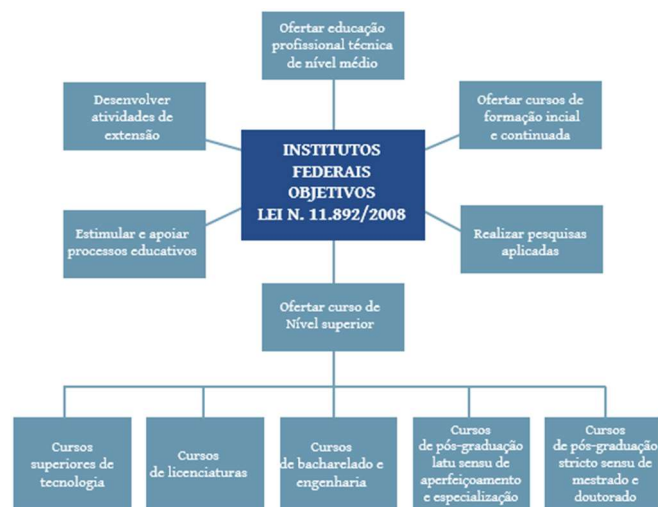 Ofertar educação
profissional técnica
de nível médio
Desenvolver
atividades de
extensão
Ofertar cursos de
formação incial
e continuada
INSTITUTOS
FEDERAIS
OBJETIVOS
LEI N. 11.892/2008
Estimular e apoiar
processos educativos
Realizar pesquisas
aplicadas
Ofertar curso de
Nível superior
Cursos
superiores de
tecnologia
Cursos
de licenciaturas
Cursos
de bacharelado e
engenharia
Cursos
de pós-graduação
latu sensu de
aperfeiçoamento
e especialização
Cursos
de pós-graduação
stricto sensu de
mestrado e
doutorado